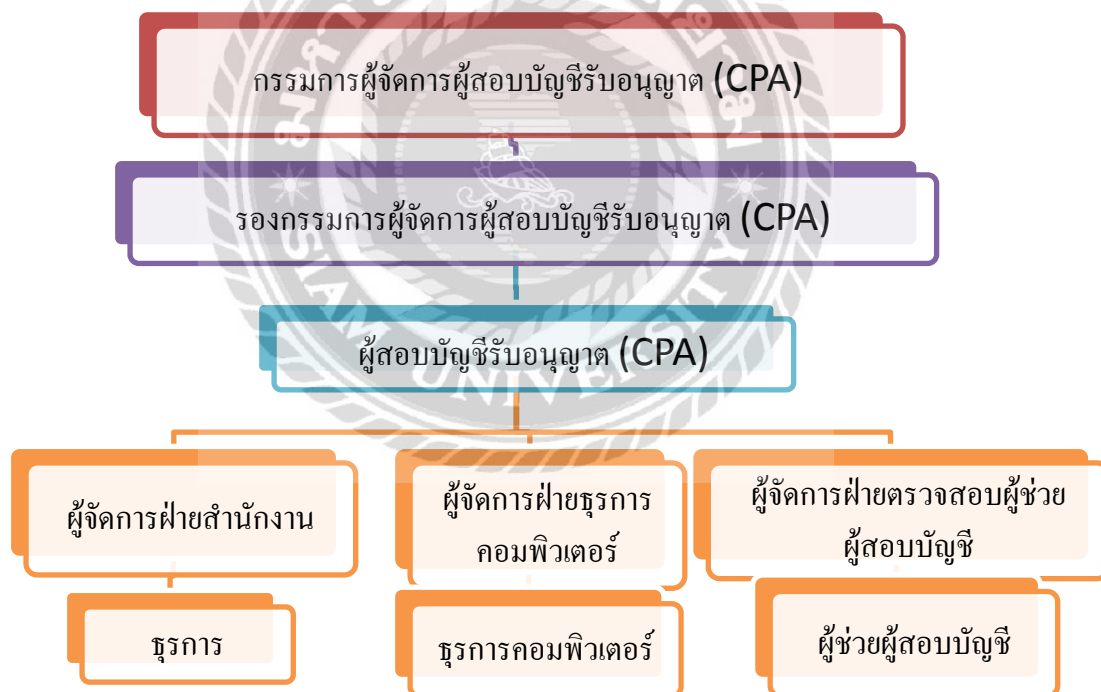 กรรมการผู้จัดการผู้สอบบัญชีรับอนุญาต (CPA)
รองกรรมการผู้จัดการผู้สอบบัญชีรับอนุญาต (CPA)
ผู้สอบบัญชีรับอนุญาต (CPA)
ผู้จัดการฝ่ายสำนักงาน
ผู้จัดการฝ่ายธุรการ
คอมพิวเตอร์
ผู้จัดการฝ่ายตรวจสอบผู้ช่วย
ผู้สอบบัญชี
ธุรการ
ธุรการคอมพิวเตอร์
ผู้ช่วยผู้สอบบัญชี
SIAM UNIVERSITY